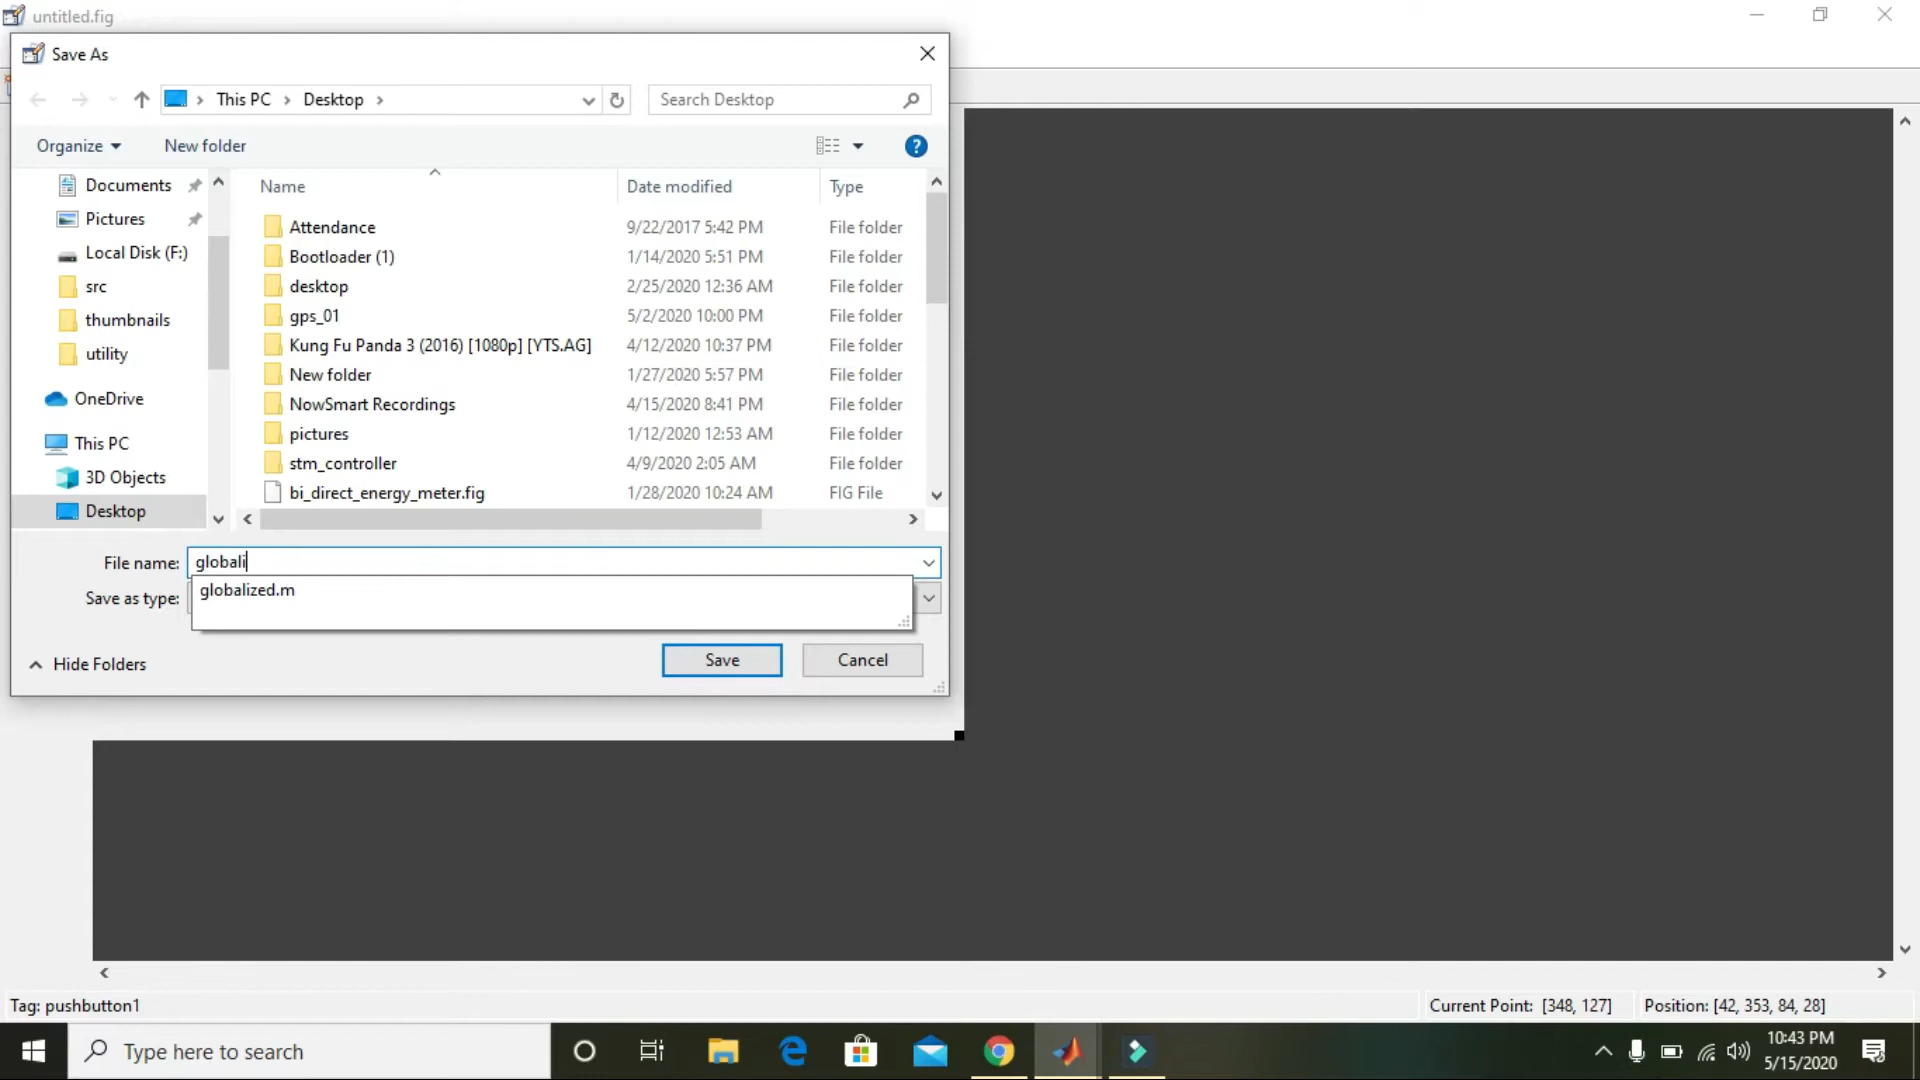 untitled.fig
Save As
This PC > Desktop >
Search Desktop
Organize
New folder
Documents
Pictures
Local Disk (F:)
src
thumbnails
utility
OneDrive
This PC
3D Objects
Desktop
Name Date modified Type
Attendance 9/22/2017 5:42 PM File folder
Bootloader (1) 1/14/2020 5:51 PM File folder
desktop 2/25/2020 12:36 AM File folder
gps_01 5/2/2020 10:00 PM File folder
Kung Fu Panda 3 (2016) [1080p] [YTS.AG] 4/12/2020 10:37 PM File folder
New folder 1/27/2020 5:57 PM File folder
NowSmart Recordings 4/15/2020 8:41 PM File folder
pictures 1/12/2020 12:53 AM File folder
stm_controller 4/9/2020 2:05 AM File folder
bi_direct_energy_meter.fig 1/28/2020 10:24 AM FIG File
File name: globali
globalized.m
Save as type:
Hide Folders
Save
Cancel
Tag: pushbutton1
Current Point: [348, 127]
Position: [42, 353, 84, 28]
Type here to search
10:43 PM
5/15/2020